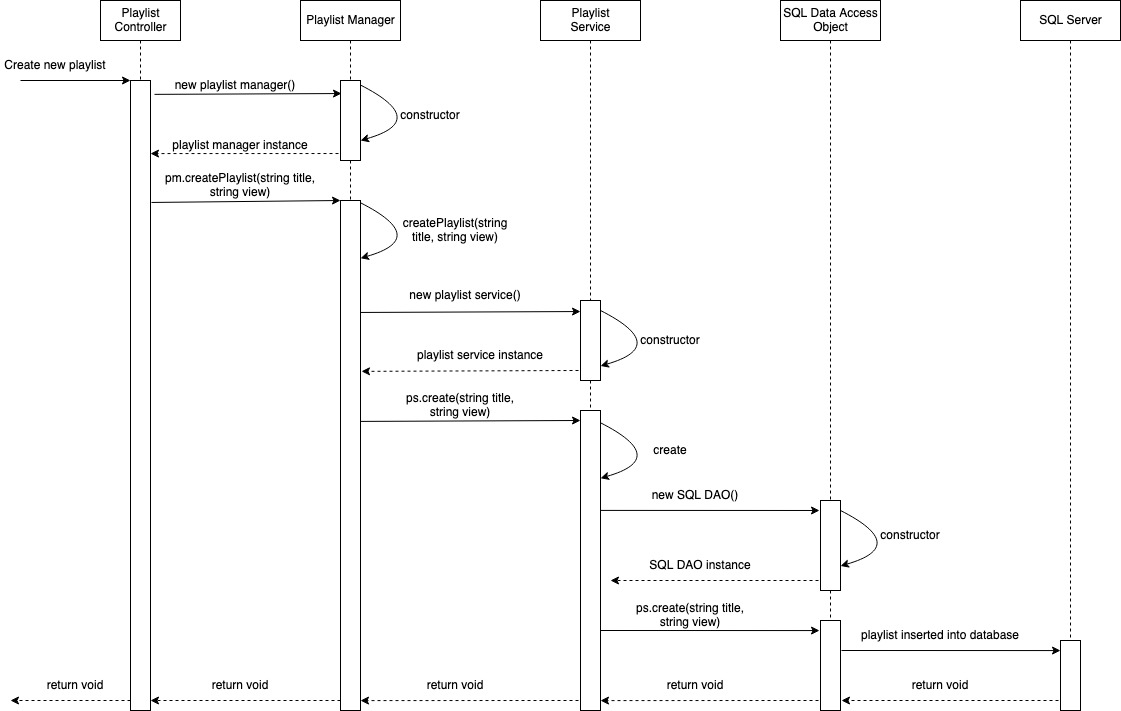 Playlist
Controller
Playlist Manager
Playlist
Service
SQL Data Access
Object
SQL Server
Create new playlist
new playlist manager()
constructor
playlist manager instance
pm.createPlaylist(string title,
string view)
createPlaylist(string
title, string view)
new playlist service()
constructor
playlist service instance
ps.create(string title,
string view)
create
new SQL DAO()
constructor
SQL DAO instance
ps.create(string title,
string view)
playlist inserted into database
return void
return void
return void
return void
return void